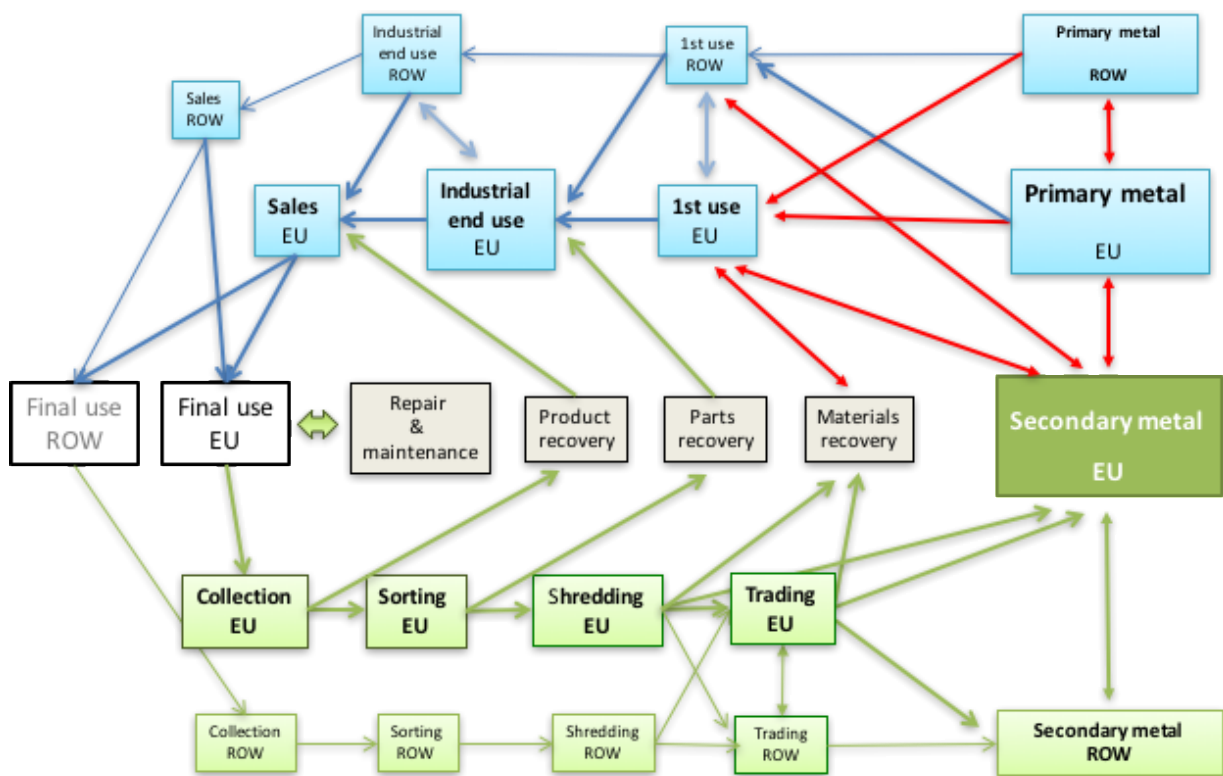 Industrial
end use
ROW
1st use
ROW
Primary metal
ROW
Sales
ROW
Sales
EU
Industrial
end use
EU
1st use
EU
Primary metal
EU
Final use
ROW
Final use
EU
Repair
&
maintenance
Product
recovery
Parts
recovery
Materials
recovery
Secondary metal
EU
Collection
EU
Sorting
EU
Shredding
EU
Trading
EU
Collection
ROW
Sorting
ROW
Shredding
ROW
Trading
ROW
Secondary metal
ROW